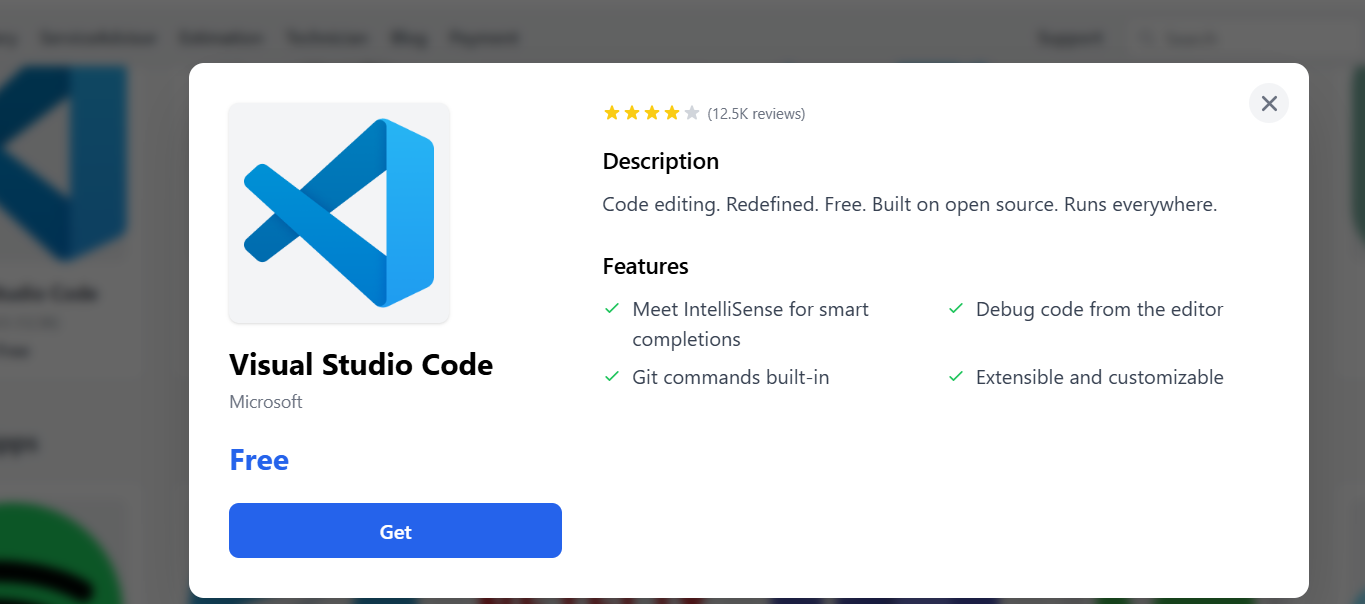 Support
Search
(12.5K reviews)
Description
Code editing. Redefined. Free. Built on open source. Runs everywhere.
Features
Meet IntelliSense for smart
completions
Debug code from the editor
Git commands built-in
Extensible and customizable
Visual Studio Code
Microsoft
Free
Get